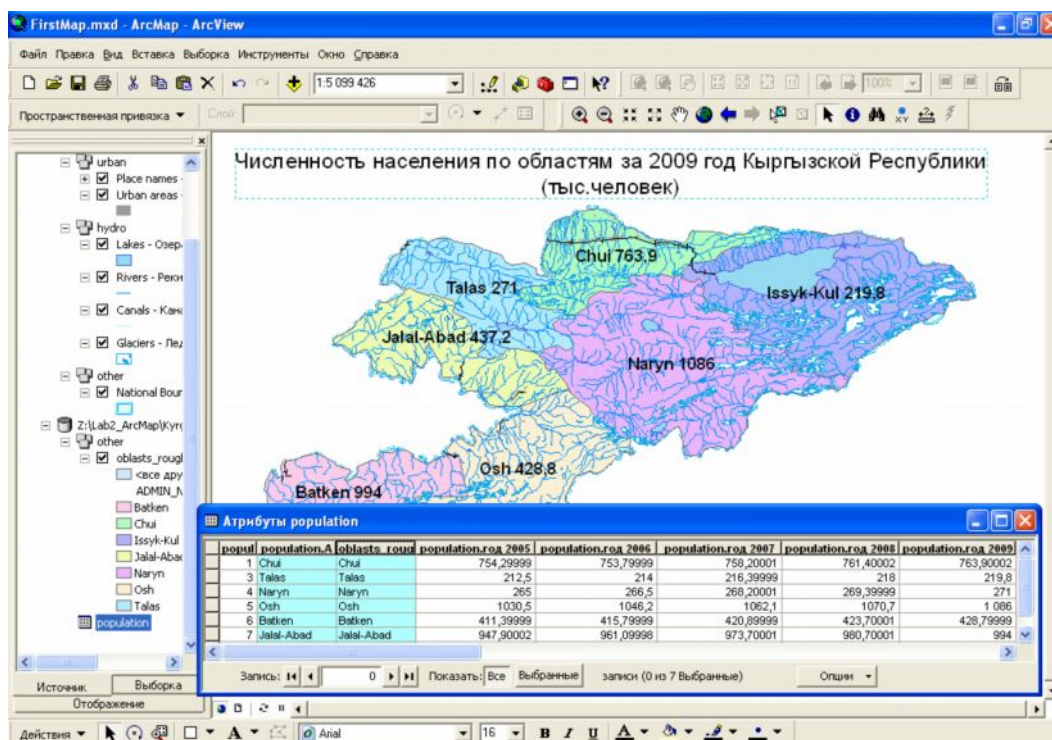 FirstMap.mxd - ArcMap - ArcView
Файл Правка Вид Вставка Выборка Инструменты Окно Справка
1:5 099 426
100%
Пространственная привязка
Слой
urban
Place names -
Urban areas -
hydro
Lakes - Озер
Rivers - Реки
Canals - Кан
Glaciers - Лед
other
National Bour
Z:\Lab2_ArcMap\Kyr
other
oblasts_rough
<все дру
ADMIN_N
Batken
Chui
Issyk-Kul
Jalal-Abad
Naryn
Osh
Talas
population
Источник Выборка
Отображение
Численность населения по областям за 2009 год Кыргызской Республики
(тыс.человек)
Chui 763,9
Talas 271
Issyk-Kul 219,8
Jalal-Abad 437,2
Naryn 1086
Osh 428,8
Batken 994
Атрибуты population
popul population.A oblasts_roug population.год 2005 population.год 2006 population.год 2007 population.год 2008 population.год 2009
1 Chui Chui 754,29999 753,79999 758,20001 761,40002 763,90002
3 Talas Talas 212,5 214 216,39999 218 219,8
4 Naryn Naryn 265 266,5 268,20001 269,39999 271
5 Osh Osh 1030,5 1046,2 1062,1 1070,7 1 086
6 Batken Batken 411,39999 415,79999 420,89999 423,70001 428,79999
7 Jalal-Abad Jalal-Abad 947,90002 961,09998 973,70001 980,70001 994
Запись: 0 Показать: Все Выбранные записи (0 из 7 Выбранные) Опции
Действия A Arial 16 B I U A